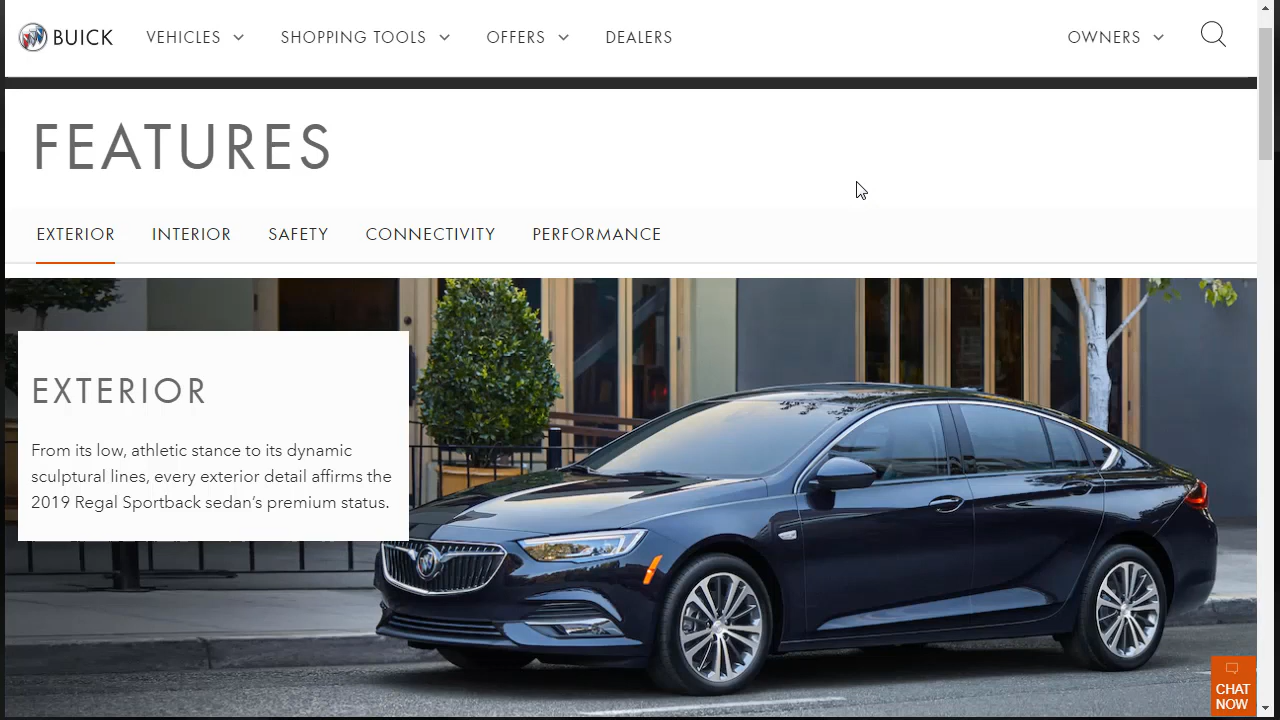 BUICK
VEHICLES
SHOPPING TOOLS
OFFERS
DEALERS
OWNERS
FEATURES
EXTERIOR
INTERIOR
SAFETY
CONNECTIVITY
PERFORMANCE
EXTERIOR
From its low, athletic stance to its dynamic
sculptural lines, every exterior detail affirms the
2019 Regal Sportback sedan’s premium status.
CHAT
NOW